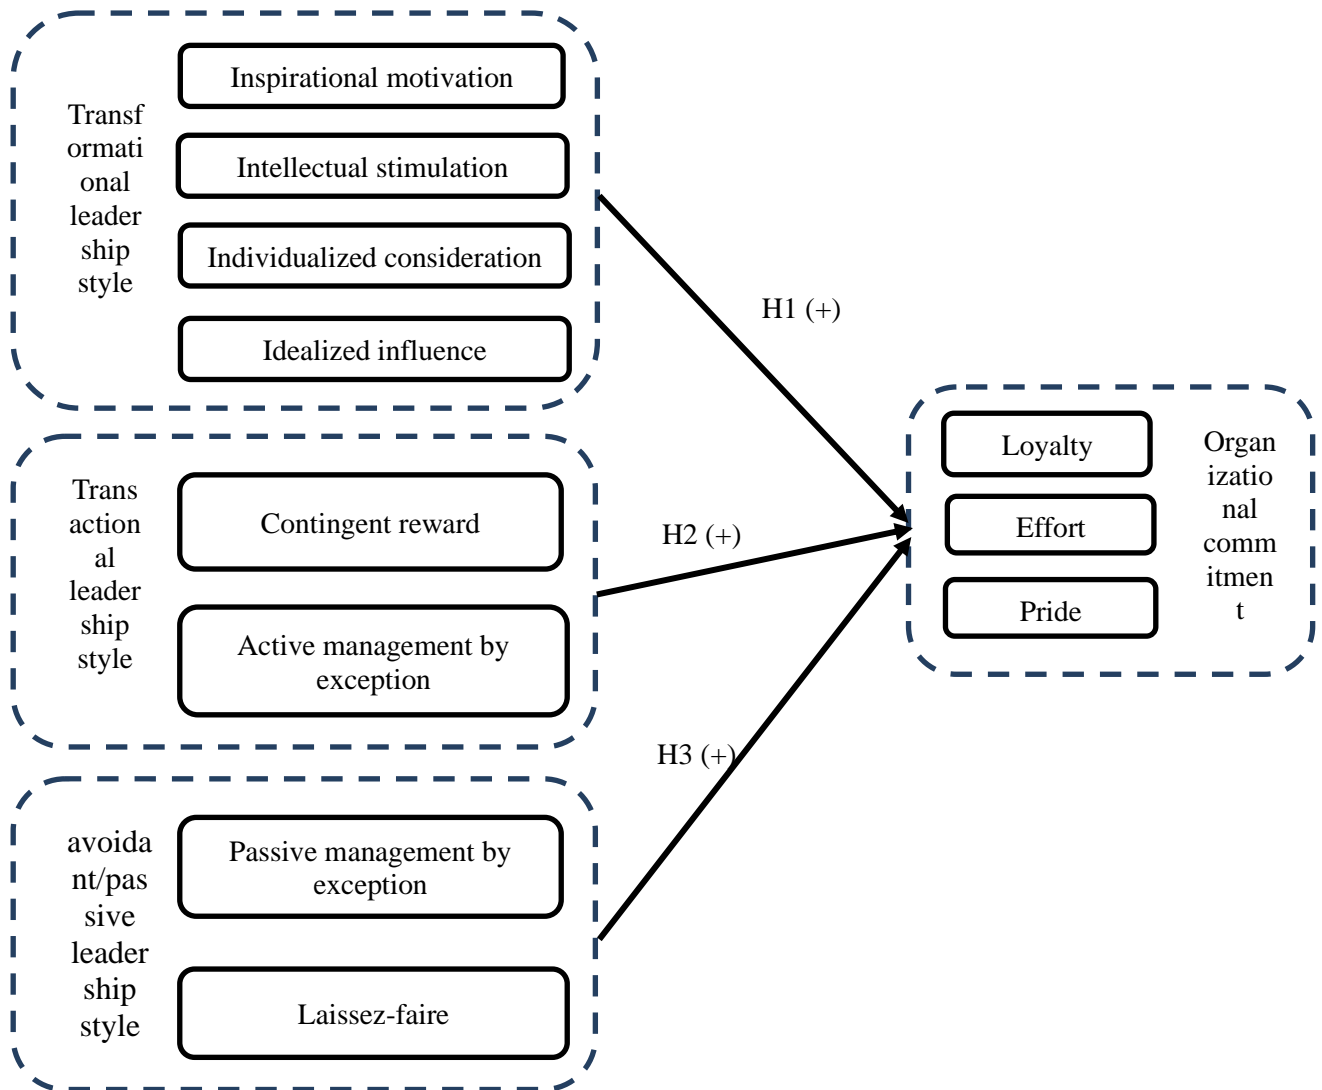 Transf
ormati
onal
leader
ship
style
Inspirational motivation
Intellectual stimulation
Individualized consideration
Idealized influence
H1 (+)
Trans
action
al
leader
ship
style
Contingent reward
Active management by
exception
H2 (+)
Loyalty
Effort
Pride
Organ
izatio
nal
comm
itmen
t
H3 (+)
avoida
nt/pas
sive
leader
ship
style
Passive management by
exception
Laissez-faire